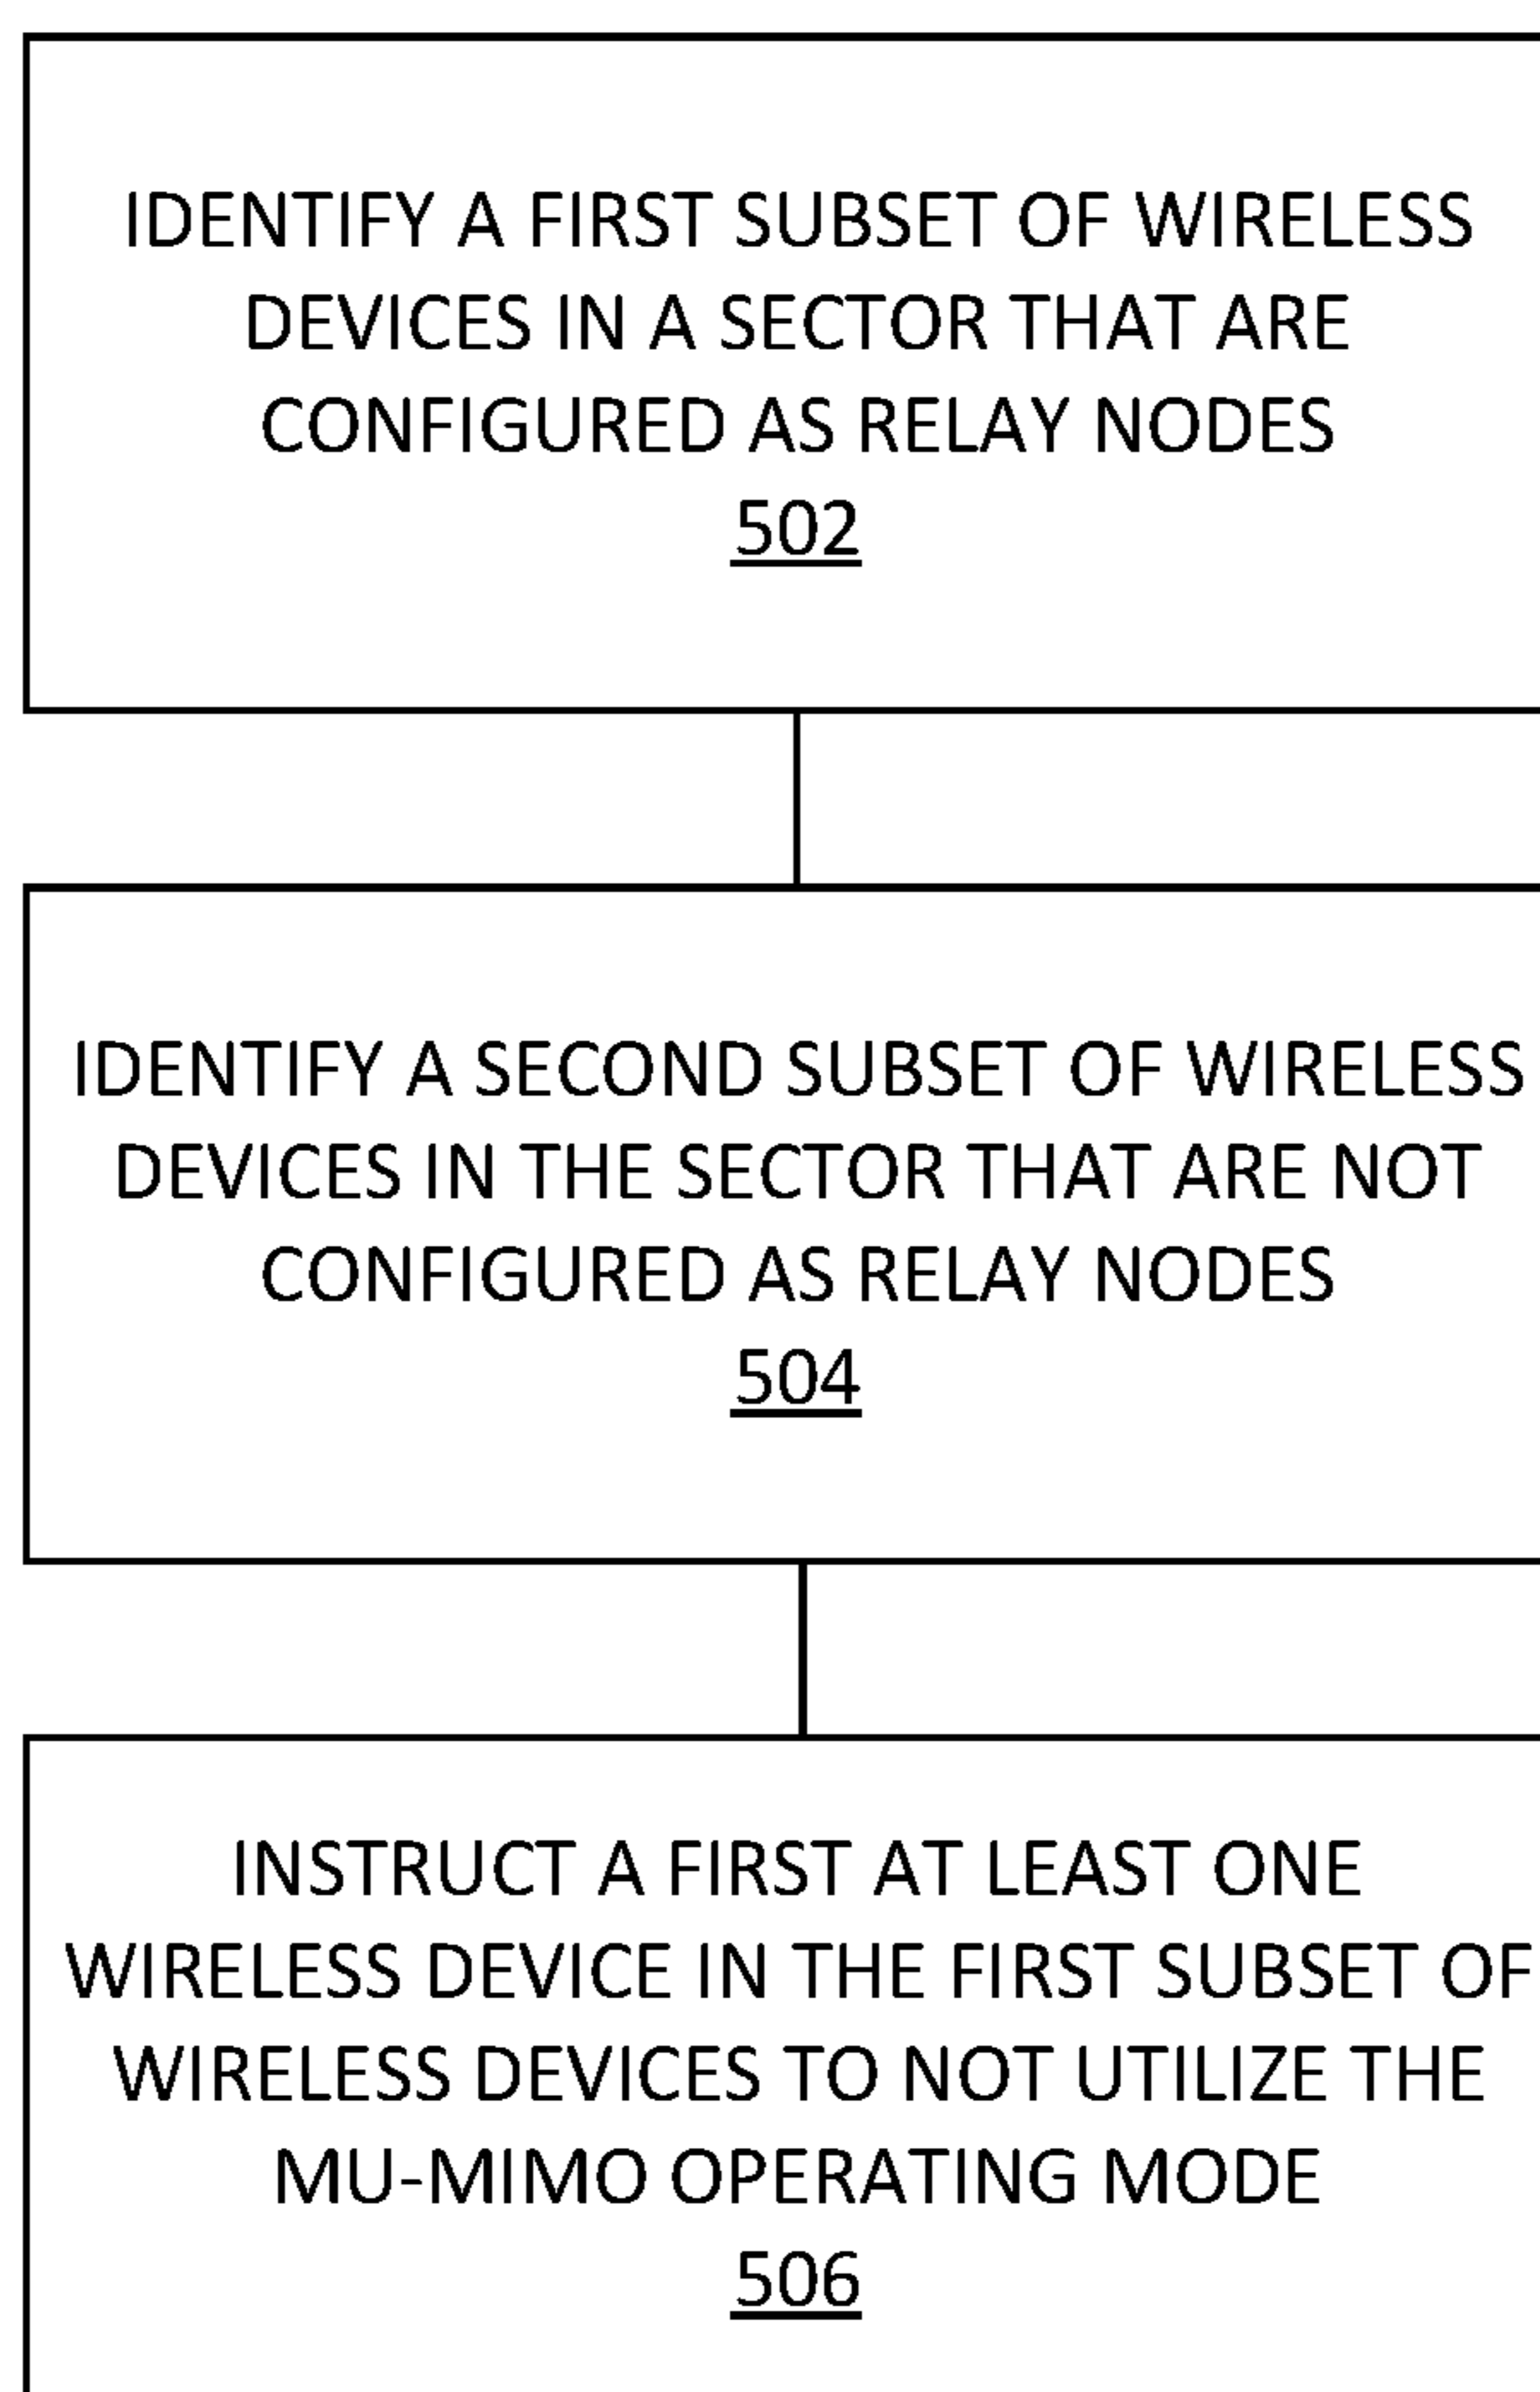 IDENTIFY A FIRST SUBSET OF WIRELESS
DEVICES IN A SECTOR THAT ARE
CONFIGURED AS RELAY NODES
502
IDENTIFY A SECOND SUBSET OF WIRELESS
DEVICES IN THE SECTOR THAT ARE NOT
CONFIGURED AS RELAY NODES
504
INSTRUCT A FIRST AT LEAST ONE
WIRELESS DEVICE IN THE FIRST SUBSET OF
WIRELESS DEVICES TO NOT UTILIZE THE
MU-MIMO OPERATING MODE
506